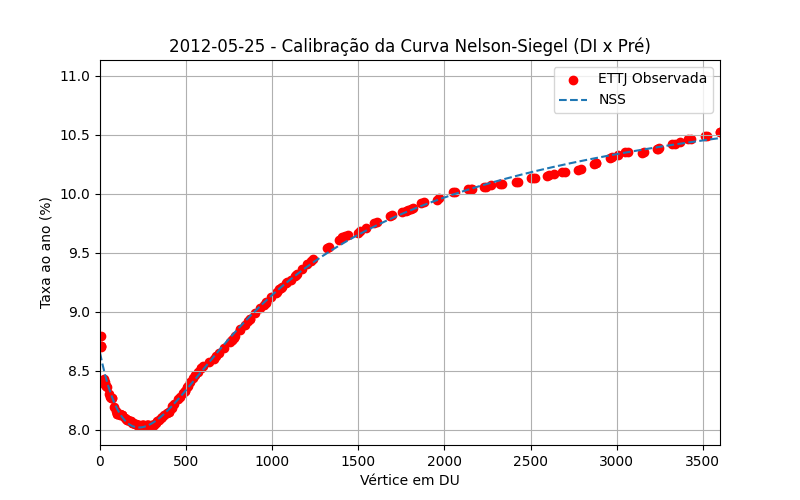 2012-05-25 - Calibração da Curva Nelson-Siegel (DI x Pré)
ETTJ Observada
NSS
Taxa ao ano (%)
11.0
10.5
10.0
9.5
9.0
8.5
8.0
0 500 1000 1500 2000 2500 3000 3500
Vértice em DU